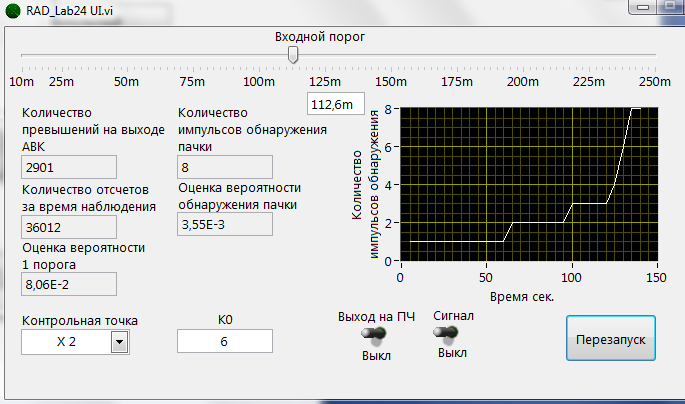 RAD_Lab24 UI.vi
Входной порог
10m 25m 50m 75m 100m 125m 150m 175m 200m 225m 250m
112,6m
Количество
превышений на выходе
АВК
2901
Количество
импульсов обнаружения
пачки
8
Количество отсчетов
за время наблюдения
36012
Оценка вероятности
обнаружения пачки
3,55E-3
Оценка вероятности
1 порога
8,06E-2
Количество
импульсов обнаружения
8
6
4
2
0
0 50 100 150
Время сек.
Контрольная точка
X 2
K0
6
Выход на ПЧ
Выкл
Сигнал
Выкл
Перезапуск